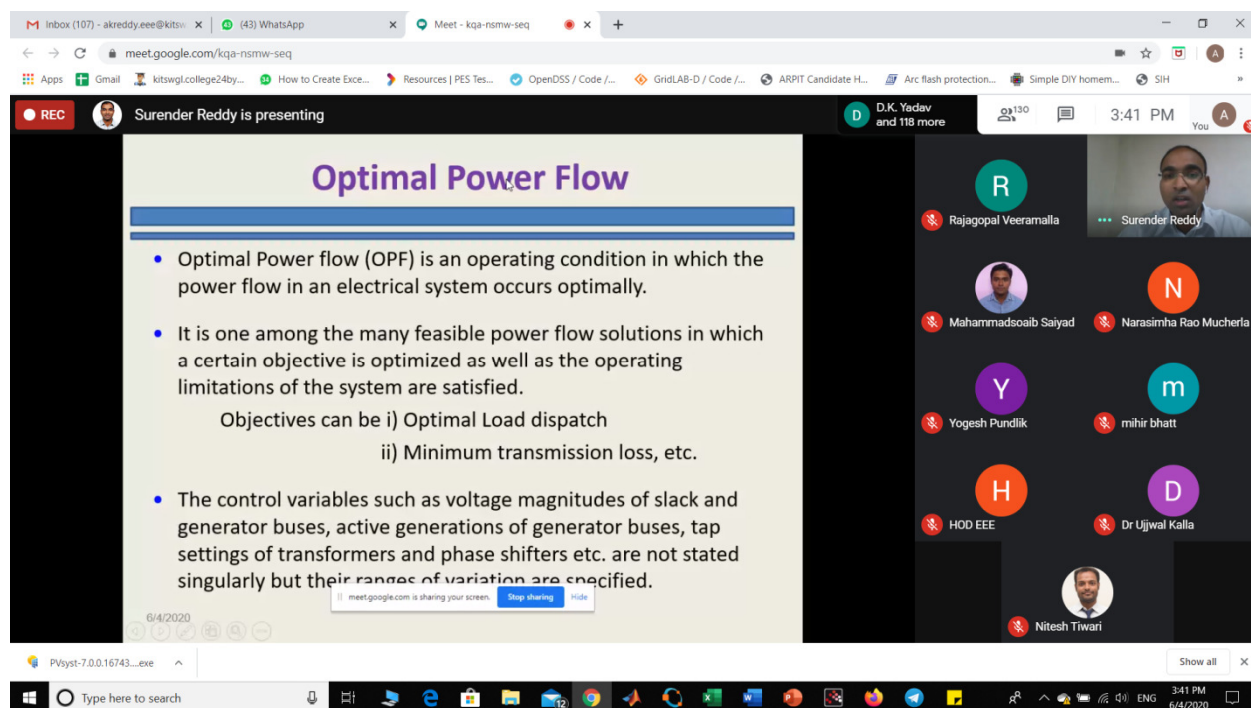 Inbox (107) - akreddy.eee@kitsw
(43) WhatsApp
Meet - kqa-nsmw-seq
meet.google.com/kqa-nsmw-seq
A
Apps
Gmail
kitswgl.college24by...
How to Create Exce...
Resources | PES Tes...
OpenDSS / Code /...
GridLAB-D / Code /...
ARPIT Candidate H...
Arc flash protection...
Simple DIY homem...
SIH
»
REC
Surender Reddy is presenting
D
D.K. Yadav
and 118 more
130
3:41 PM
You
A
Optimal Power Flow
• Optimal Power flow (OPF) is an operating condition in which the
power flow in an electrical system occurs optimally.
• It is one among the many feasible power flow solutions in which
a certain objective is optimized as well as the operating
limitations of the system are satisfied.
Objectives can be i) Optimal Load dispatch
ii) Minimum transmission loss, etc.
• The control variables such as voltage magnitudes of slack and
generator buses, active generations of generator buses, tap
settings of transformers and phase shifters etc. are not stated
singularly but their ranges of variation are specified.
meet.google.com is sharing your screen.
Stop sharing
Hide
6/4/2020
R
Rajagopal Veeramalla
Surender Reddy
Mahammadsoaib Saiyad
N
Narasimha Rao Mucherla
Y
Yogesh Pundlik
m
mihir bhatt
H
HOD EEE
D
Dr Ujjwal Kalla
Nitesh Tiwari
PVsyst-7.0.0.16743....exe
Show all
Type here to search
12
ENG
3:41 PM
6/4/2020